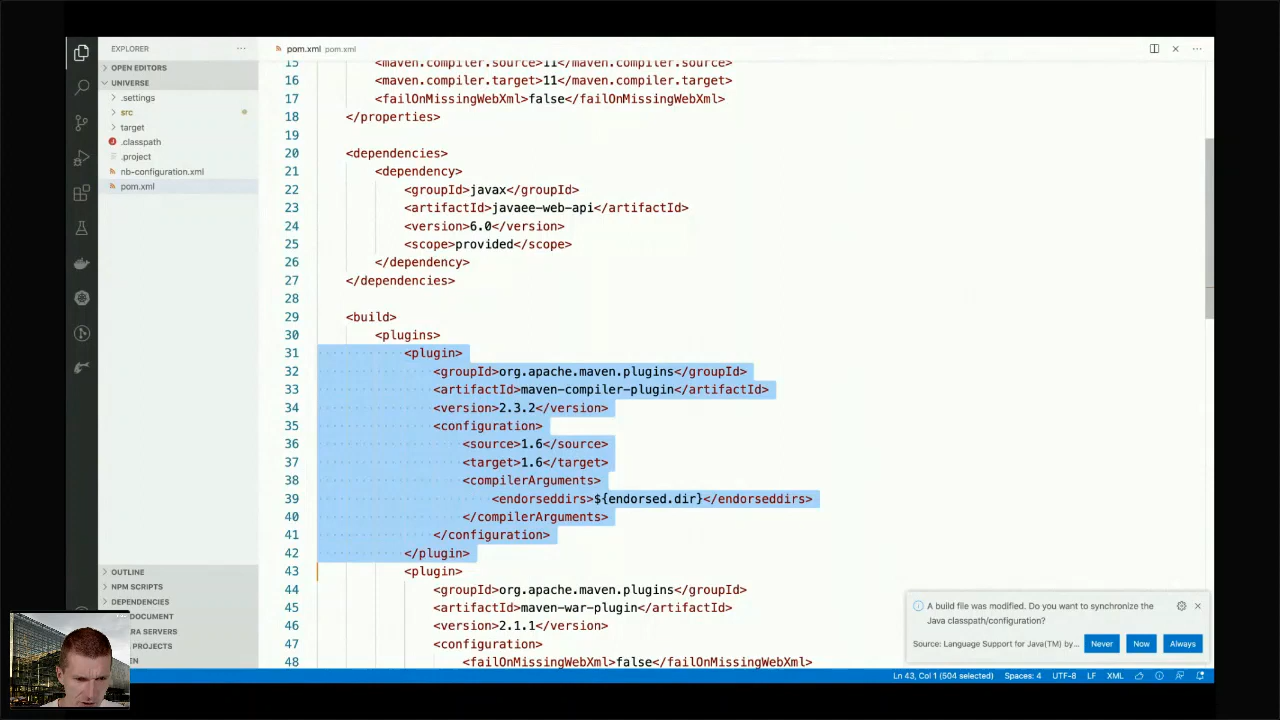 EXPLORER
OPEN EDITORS
UNIVERSE
.settings
src
target
.classpath
.project
nb-configuration.xml
pom.xml
OUTLINE
NPM SCRIPTS
DEPENDENCIES
DOCUMENT
ARA SERVERS
PROJECTS
EN
pom.xml pom.xml
15 <maven.compiler.source>11</maven.compiler.source>
16 <maven.compiler.target>11</maven.compiler.target>
17 <failOnMissingWebXml>false</failOnMissingWebXml>
18 </properties>
19
20 <dependencies>
21 <dependency>
22 <groupId>javax</groupId>
23 <artifactId>javaee-web-api</artifactId>
24 <version>6.0</version>
25 <scope>provided</scope>
26 </dependency>
27 </dependencies>
28
29 <build>
30 <plugins>
31 <plugin>
32 <groupId>org.apache.maven.plugins</groupId>
33 <artifactId>maven-compiler-plugin</artifactId>
34 <version>2.3.2</version>
35 <configuration>
36 <source>1.6</source>
37 <target>1.6</target>
38 <compilerArguments>
39 <endorseddirs>${endorsed.dir}</endorseddirs>
40 </compilerArguments>
41 </configuration>
42 </plugin>
43 <plugin>
44 <groupId>org.apache.maven.plugins</groupId>
45 <artifactId>maven-war-plugin</artifactId>
46 <version>2.1.1</version>
47 <configuration>
48 <failOnMissingWebXml>false</failOnMissingWebXml>
A build file was modified. Do you want to synchronize the
Java classpath/configuration?
Source: Language Support for Java(TM) by... Never Now Always
Ln 43, Col 1 (504 selected) Spaces: 4 UTF-8 LF XML